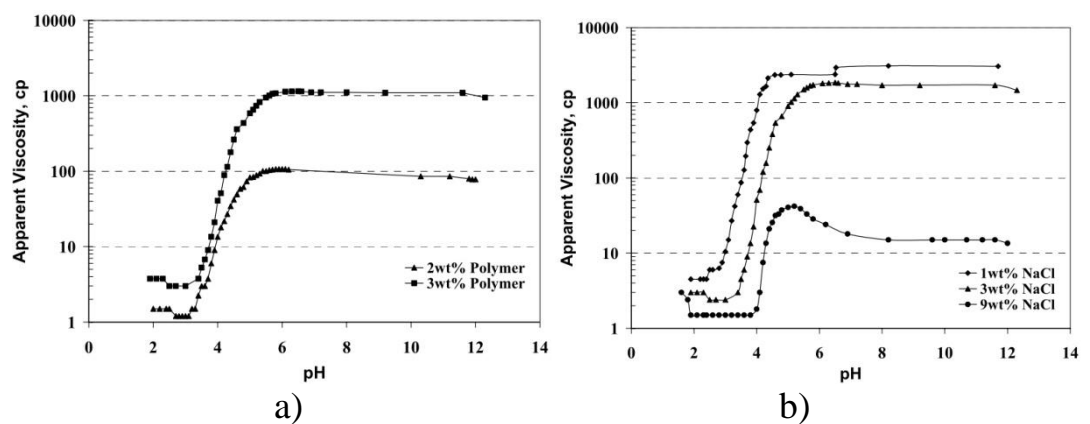 10000
1000
100
10
1
Apparent Viscosity, cp
2wt% Polymer
3wt% Polymer
0 2 4 6 8 10 12 14
pH
a)
10000
1000
100
10
1
Apparent Viscosity, cp
1wt% NaCl
3wt% NaCl
9wt% NaCl
0 2 4 6 8 10 12 14
pH
b)